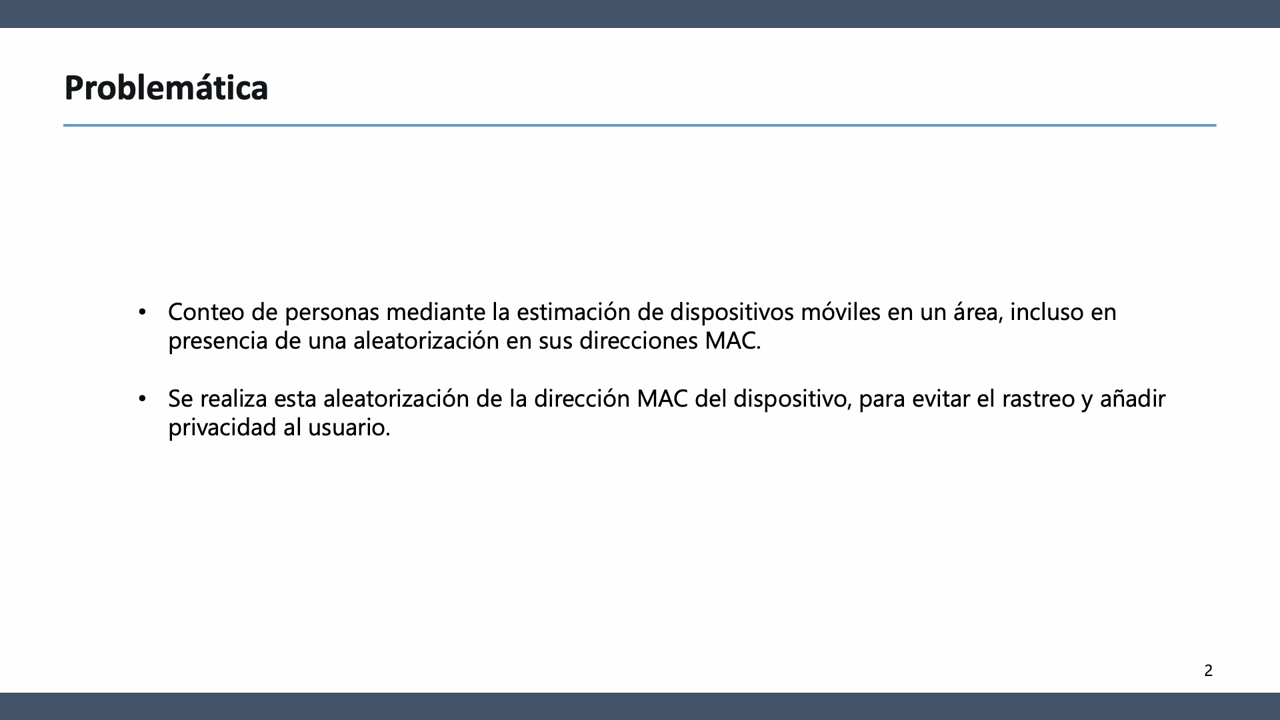 Problemática
• Conteo de personas mediante la estimación de dispositivos móviles en un área, incluso en
presencia de una aleatorización en sus direcciones MAC.
• Se realiza esta aleatorización de la dirección MAC del dispositivo, para evitar el rastreo y añadir
privacidad al usuario.
2